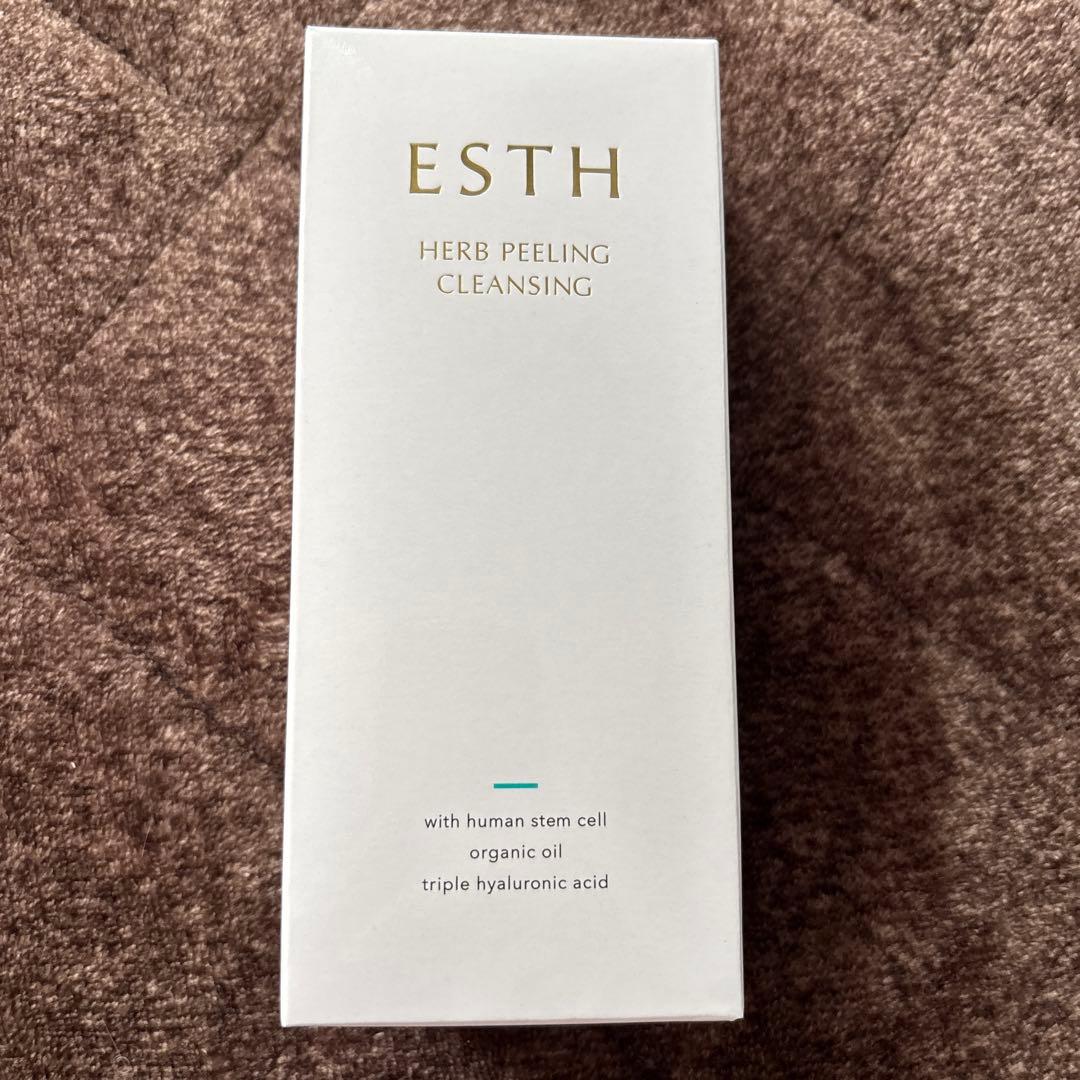 ESTH
HERB PEELING
CLEANSING
with human stem cell
organic oil
triple hyaluronic acid